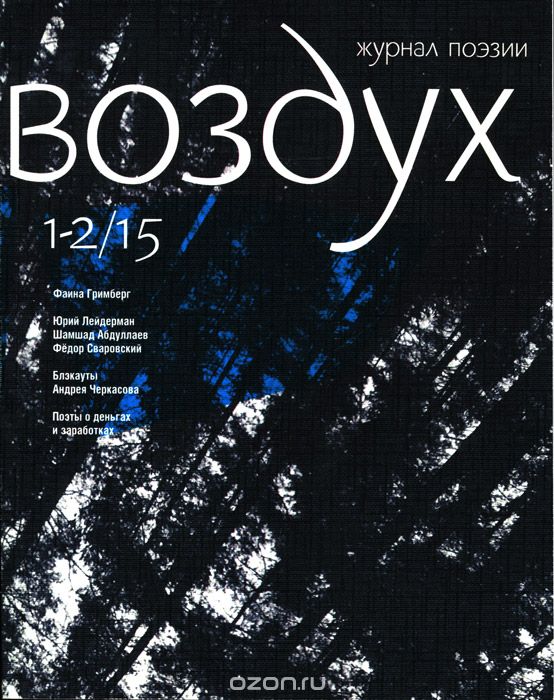 журнал поэзии
воздух
1-2/15
Фаина Гримберг
Юрий Лейдерман
Шамшад Абдуллаев
Фёдор Сваровский
Блэкауты
Андрея Черкасова
Поэты о деньгах
и заработках
ozon.ru